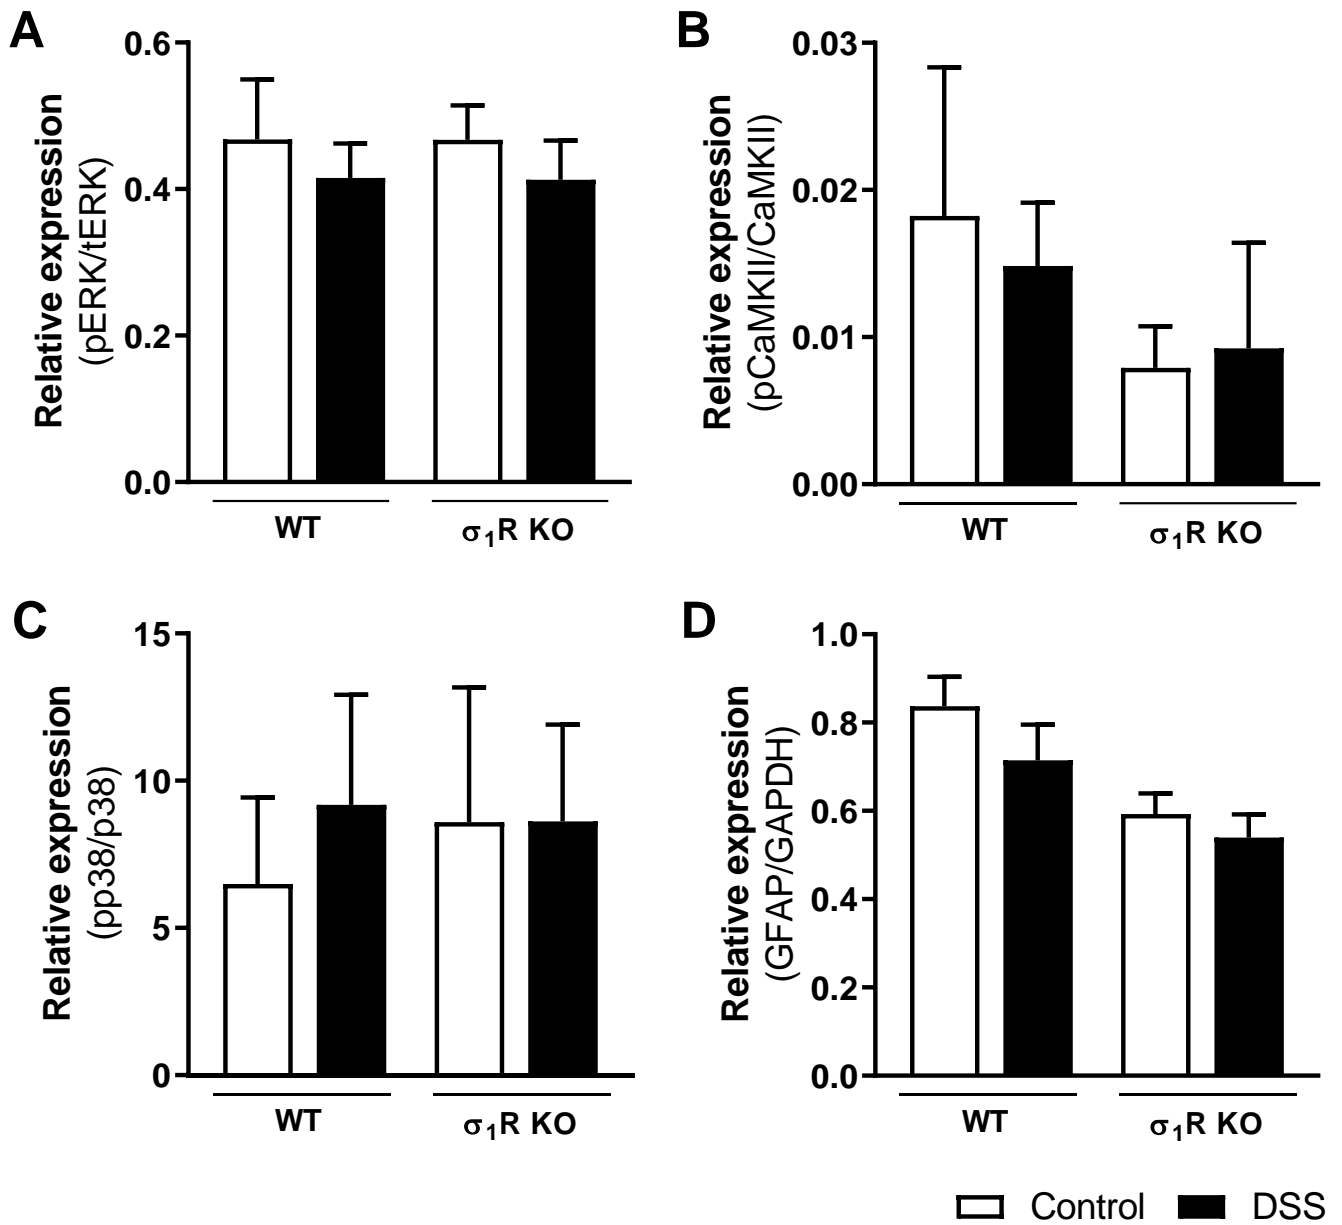 A
Relative expression
(pERK/tERK)
0.6
0.4
0.2
0.0
WT
σ₁R KO
B
Relative expression
(pCaMKII/CaMKII)
0.03
0.02
0.01
0.00
WT
σ₁R KO
C
Relative expression
(pp38/p38)
15
10
5
0
WT
σ₁R KO
D
Relative expression
(GFAP/GAPDH)
1.0
0.8
0.6
0.4
0.2
0.0
WT
σ₁R KO
Control DSS